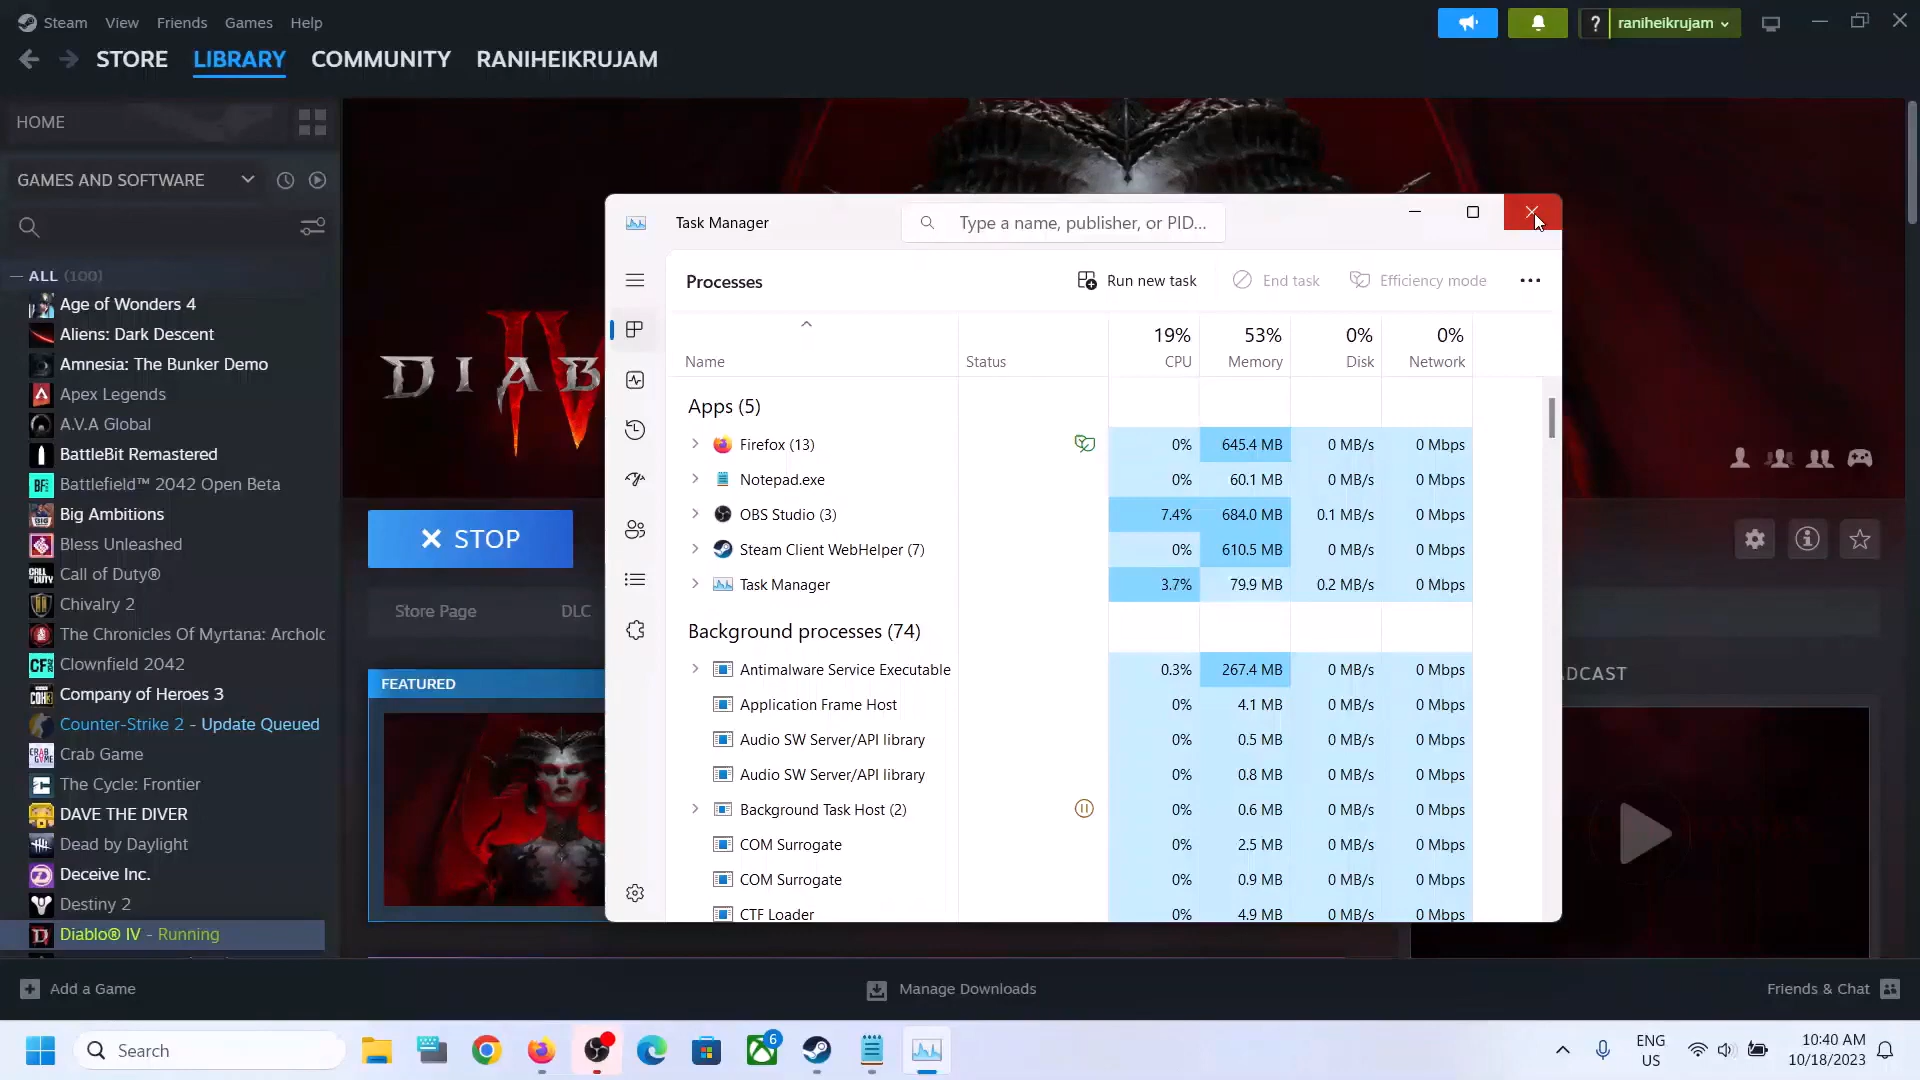 Steam View Friends Games Help
? raniheikrujam
STORE LIBRARY COMMUNITY RANIHEIKRUJAM
HOME
GAMES AND SOFTWARE
ALL (100)
Age of Wonders 4
Aliens: Dark Descent
Amnesia: The Bunker Demo
Apex Legends
A.V.A Global
BattleBit Remastered
Battlefield™ 2042 Open Beta
Big Ambitions
Bless Unleashed
Call of Duty®
Chivalry 2
The Chronicles Of Myrtana: Archolo
Clownfield 2042
Company of Heroes 3
Counter-Strike 2 - Update Queued
Crab Game
The Cycle: Frontier
DAVE THE DIVER
Dead by Daylight
Deceive Inc.
Destiny 2
Diablo® IV - Running
DIAB
STOP
Store Page DLC
FEATURED
Task Manager
Type a name, publisher, or PID...
Processes Run new task End task Efficiency mode
19% 53% 0% 0%
Name Status CPU Memory Disk Network
Apps (5)
Firefox (13) 0% 645.4 MB 0 MB/s 0 Mbps
Notepad.exe 0% 60.1 MB 0 MB/s 0 Mbps
OBS Studio (3) 7.4% 684.0 MB 0.1 MB/s 0 Mbps
Steam Client WebHelper (7) 0% 610.5 MB 0 MB/s 0 Mbps
Task Manager 3.7% 79.9 MB 0.2 MB/s 0 Mbps
Background processes (74)
Antimalware Service Executable 0.3% 267.4 MB 0 MB/s 0 Mbps
Application Frame Host 0% 4.1 MB 0 MB/s 0 Mbps
Audio SW Server/API library 0% 0.5 MB 0 MB/s 0 Mbps
Audio SW Server/API library 0% 0.8 MB 0 MB/s 0 Mbps
Background Task Host (2) 0% 0.6 MB 0 MB/s 0 Mbps
COM Surrogate 0% 2.5 MB 0 MB/s 0 Mbps
COM Surrogate 0% 0.9 MB 0 MB/s 0 Mbps
CTF Loader 0% 4.9 MB 0 MB/s 0 Mbps
DCAST
Add a Game
Manage Downloads
Friends & Chat
Search
6
ENG
US
10:40 AM
10/18/2023